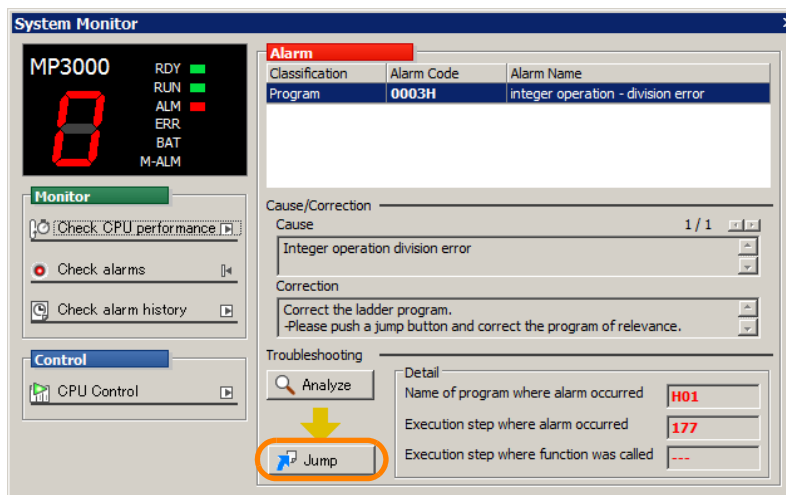 System Monitor
MP3000
RDY
RUN
ALM
ERR
BAT
M-ALM
Monitor
Check CPU performance
Check alarms
Check alarm history
Control
CPU Control
Alarm
Classification Alarm Code Alarm Name
Program 0003H integer operation - division error
Cause/Correction
Cause 1 / 1
Integer operation division error
Correction
Correct the ladder program.
-Please push a jump button and correct the program of relevance.
Troubleshooting
Analyze
Jump
Detail
Name of program where alarm occurred H01
Execution step where alarm occurred 177
Execution step where function was called ---